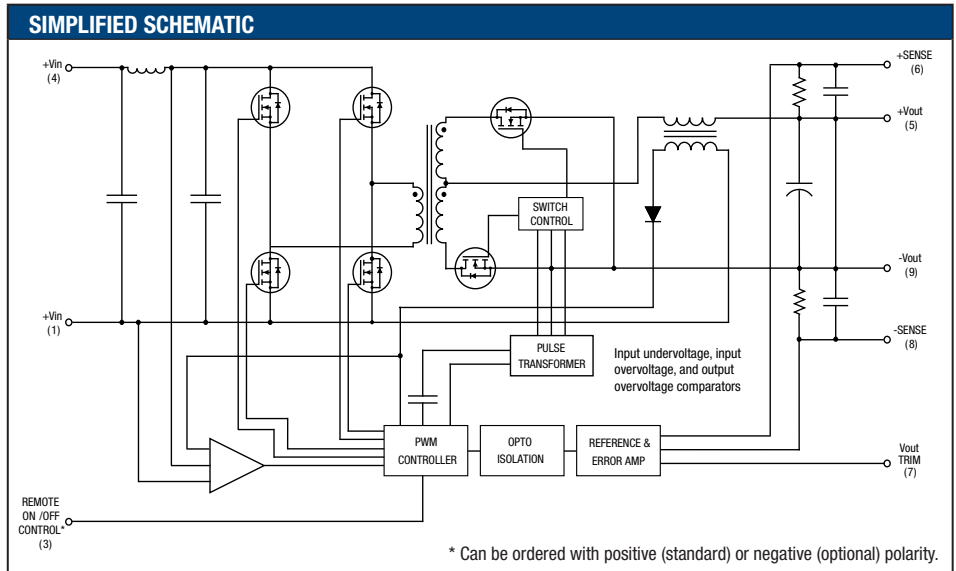 SIMPLIFIED SCHEMATIC
+Vin
(4)
+SENSE
(6)
+Vout
(5)
SWITCH
CONTROL
-Vout
(9)
+Vin
(1)
-SENSE
(8)
PULSE
TRANSFORMER
Input undervoltage, input
overvoltage, and output
overvoltage comparators
PWM
CONTROLLER
OPTO
ISOLATION
REFERENCE &
ERROR AMP
Vout
TRIM
(7)
REMOTE
ON /OFF
CONTROL*
(3)
* Can be ordered with positive (standard) or negative (optional) polarity.